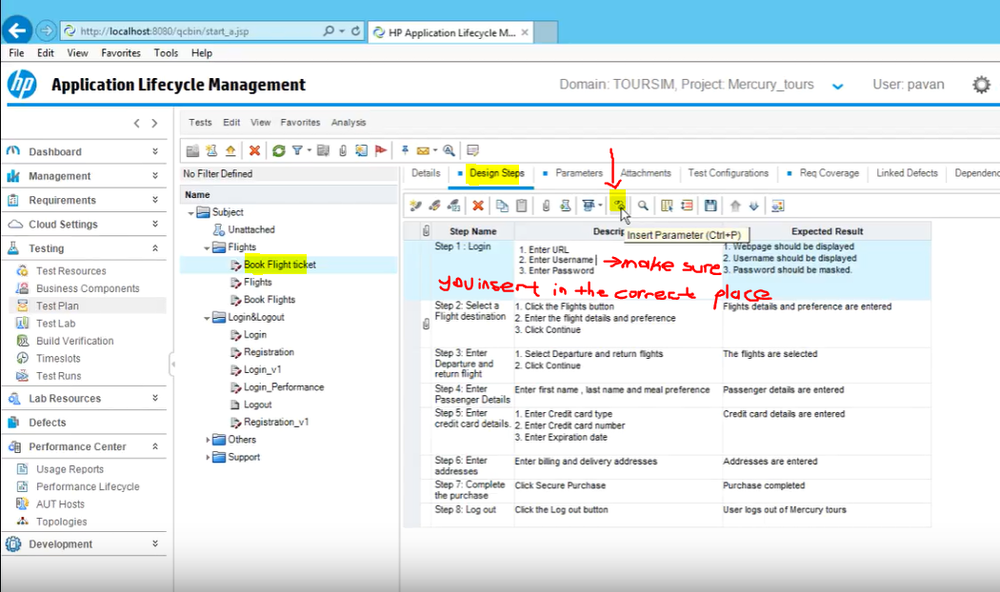 http://localhost:8080/qcbin/start_a.jsp
HP Application Lifecycle M...
File Edit View Favorites Tools Help
hp
Application Lifecycle Management
Domain: TOURSIM, Project: Mercury_tours
User: pavan
Dashboard
Management
Requirements
Cloud Settings
Testing
Test Resources
Business Components
Test Plan
Test Lab
Build Verification
Timeslots
Test Runs
Lab Resources
Defects
Performance Center
Usage Reports
Performance Lifecycle
AUT Hosts
Topologies
Development
Tests Edit View Favorites Analysis
No Filter Defined
Name
Subject
Unattached
Flights
Book Flight ticket
Flights
Book Flights
Login&Logout
Login
Registration
Login_v1
Login_Performance
Logout
Registration_v1
Others
Support
Details Design Steps Parameters Attachments Test Configurations Req Coverage Linked Defects Dependenc
Insert Parameter (Ctrl+P)
Step Name Descrip Expected Result
Step 1 : Login
1. Enter URL
2. Enter Username
3. Enter Password
1. Webpage should be displayed
2. Username should be displayed
3. Password should be masked.
→make sure
you insert in the correct place
Step 2: Select a
Flight destination
1. Click the Flights button
2. Enter the flight details and preference
3. Click Continue
Flights details and preference are entered
Step 3: Enter
Departure and
return flight
1. Select Departure and return flights
2. Click Continue
The flights are selected
Step 4: Enter
Passenger Details
Enter first name , last name and meal preference
Passenger details are entered
Step 5: Enter
credit card details.
1. Enter Credit card type
2. Enter Credit card number
3. Enter Expiration date
Credit card details are entered
Step 6: Enter
addresses
Enter billing and delivery addresses
Addresses are entered
Step 7: Complete
the purchase
Click Secure Purchase
Purchase completed
Step 8: Log out
Click the Log out button
User logs out of Mercury tours